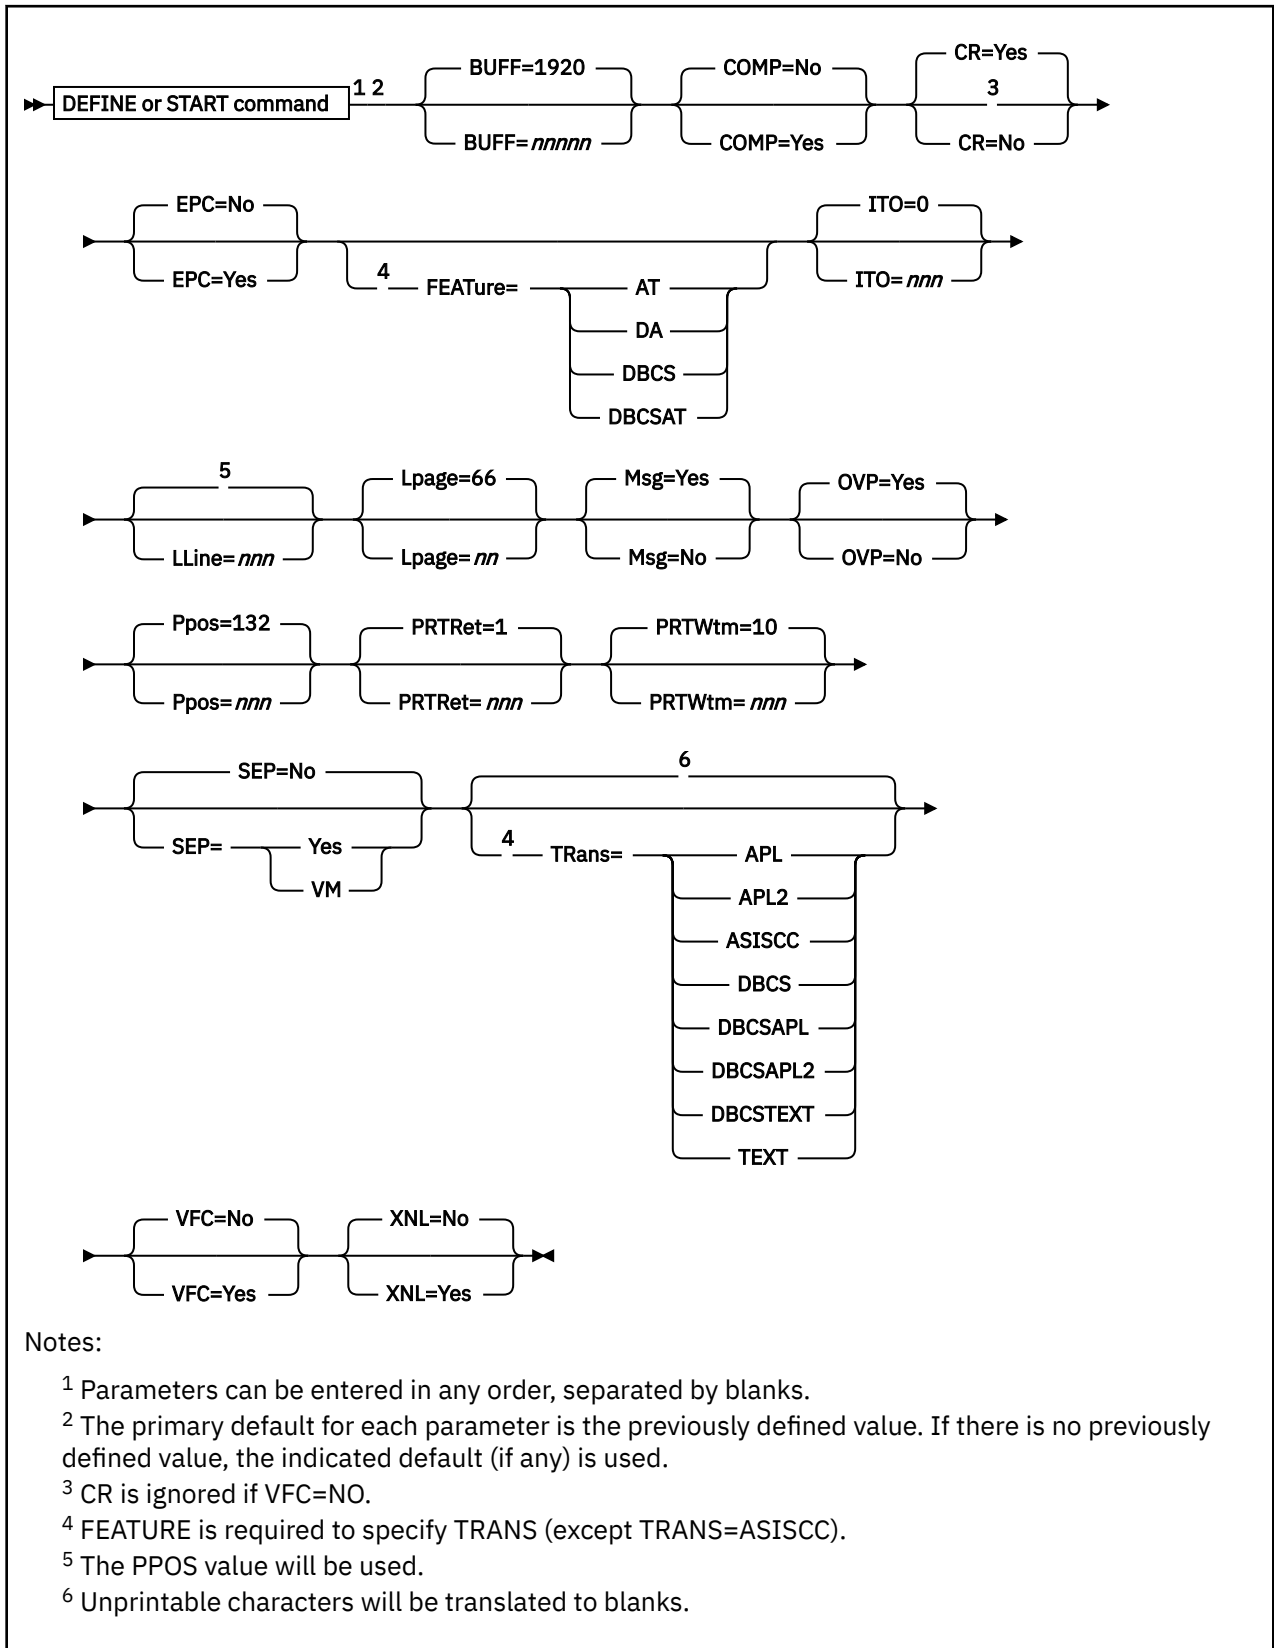 BUFF=1920 COMP=No CR=Yes
DEFINE or START command 1 2 3
BUFF=nnnnn COMP=Yes CR=No
EPC=No ITO=0
EPC=Yes ITO=nnn
4 FEATure= AT
DA
DBCS
DBCSAT
5 Lpage=66 Msg=Yes OVP=Yes
LLine=nnn Lpage=nn Msg=No OVP=No
Ppos=132 PRTRet=1 PRTWtm=10
Ppos=nnn PRTRet=nnn PRTWtm=nnn
SEP=No 6
SEP= Yes 4 TRans= APL
VM APL2
ASISCC
DBCS
DBCSAPL
DBCSAPL2
DBCSTEXT
TEXT
VFC=No XNL=No
VFC=Yes XNL=Yes
Notes:
1 Parameters can be entered in any order, separated by blanks.
2 The primary default for each parameter is the previously defined value. If there is no previously
defined value, the indicated default (if any) is used.
3 CR is ignored if VFC=NO.
4 FEATURE is required to specify TRANS (except TRANS=ASISCC).
5 The PPOS value will be used.
6 Unprintable characters will be translated to blanks.